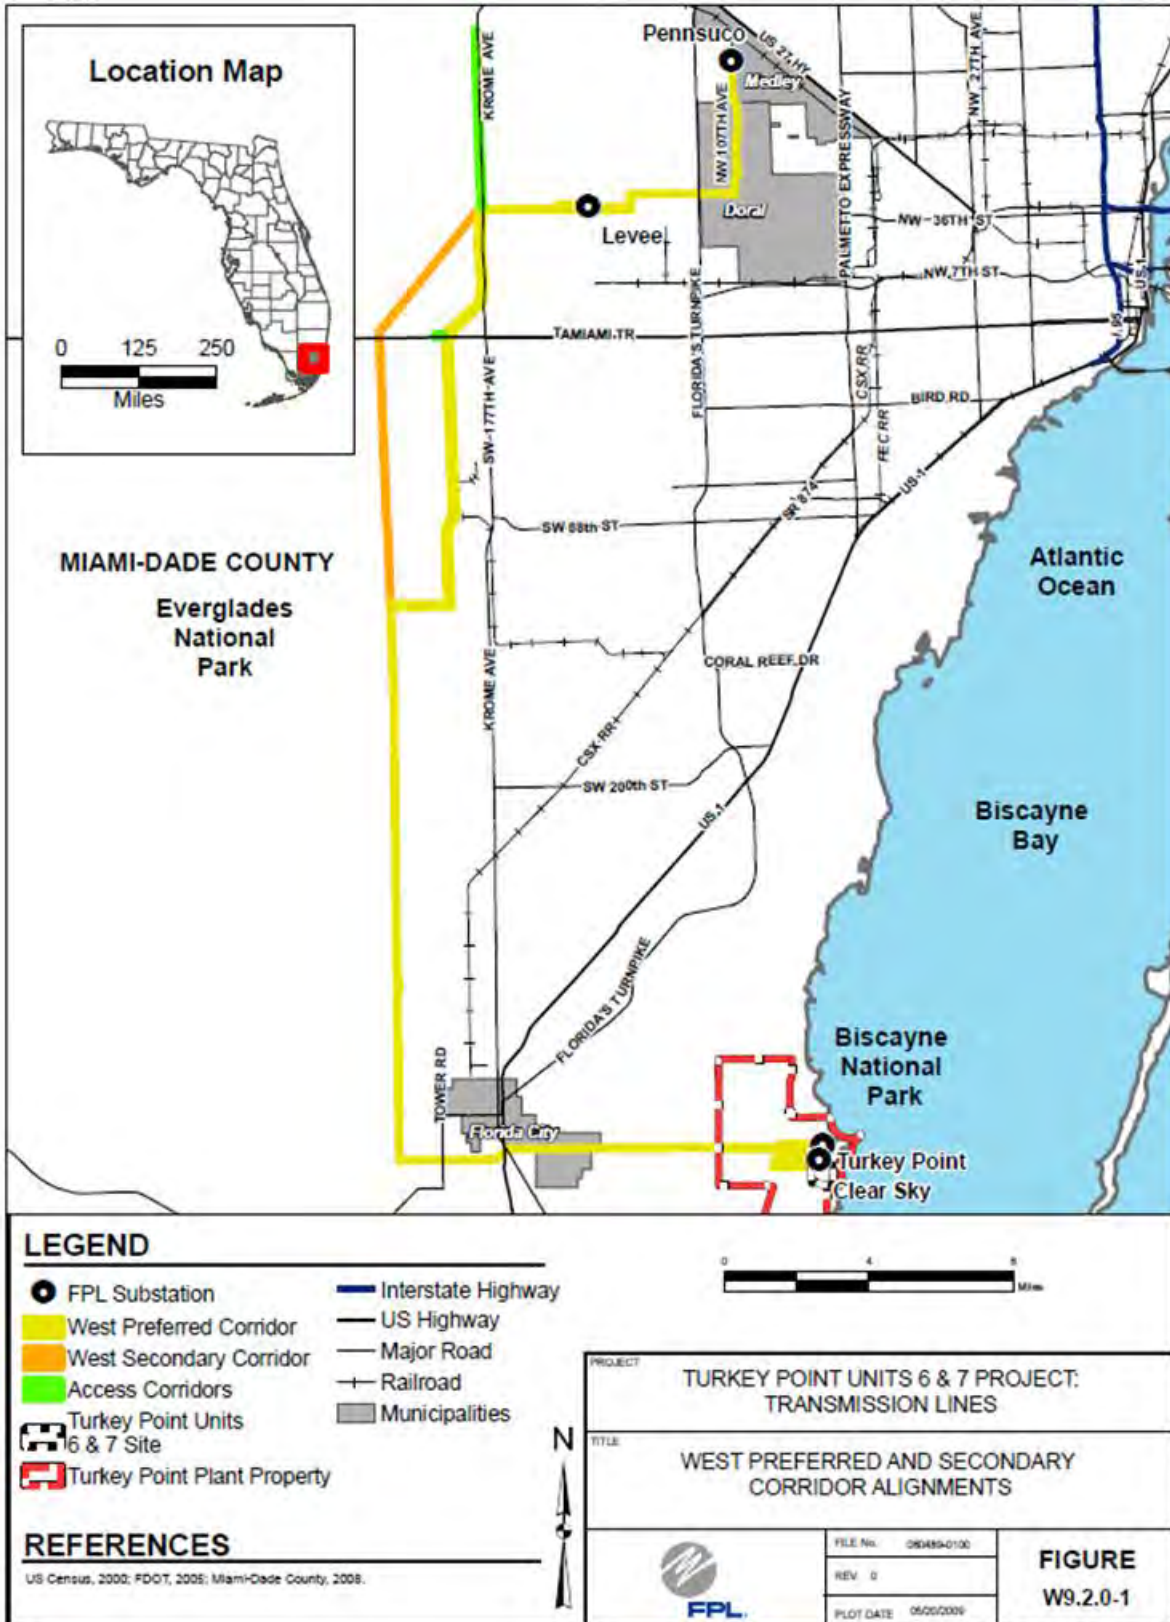 Location Map
0 125 250
Miles
KROME AVE
Pennsuco
US 27, HY
Medley
NW 107TH AVE
PALMETTO EXPRESSWAY
NW 27TH AVE
Doral
Levee
NW 36TH ST
NW 7TH ST
US 1
I-95
TAMIAMI TR
FLORIDA'S TURNPIKE
SW 177TH AVE
CSX RR
FEC RR
BIRD RD
US-1
SR 874
SW 88th ST
MIAMI-DADE COUNTY
Everglades
National
Park
Atlantic
Ocean
KROME AVE
CORAL REEF DR
CSX RR
SW 200th ST
US 1
Biscayne
Bay
FLORIDA'S TURNPIKE
TOWER RD
Florida City
Biscayne
National
Park
Turkey Point
Clear Sky
LEGEND
FPL Substation
West Preferred Corridor
West Secondary Corridor
Access Corridors
Turkey Point Units
6 & 7 Site
Turkey Point Plant Property
Interstate Highway
US Highway
Major Road
Railroad
Municipalities
0 4 8
Miles
N
REFERENCES
US Census, 2000; FDOT, 2005; Miami-Dade County, 2008.
PROJECT
TURKEY POINT UNITS 6 & 7 PROJECT:
TRANSMISSION LINES
TITLE
WEST PREFERRED AND SECONDARY
CORRIDOR ALIGNMENTS
FPL.
FILE No.
REV. 0
PLOT DATE 05/20/2009
FIGURE
W9.2.0-1